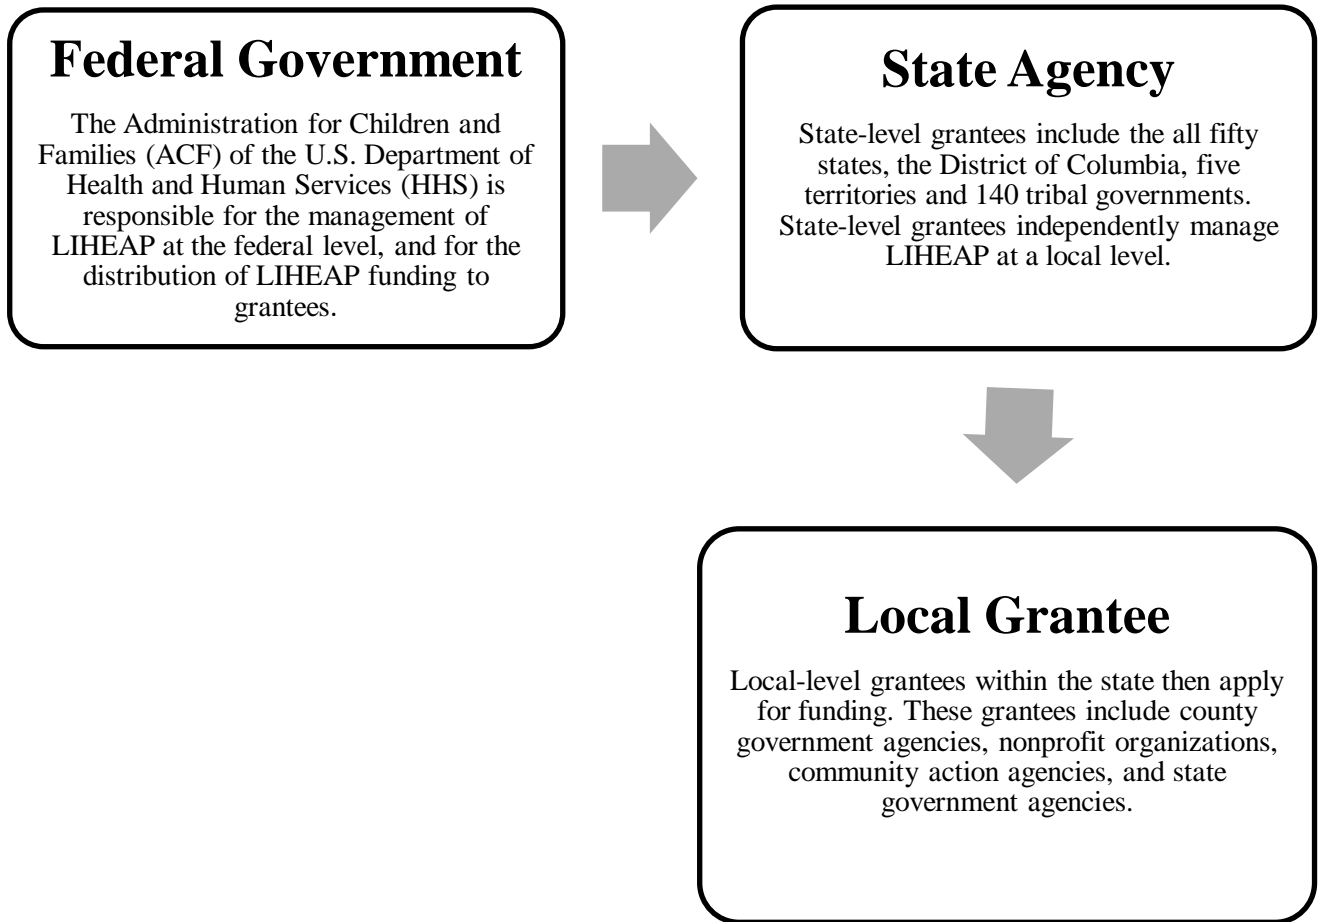 Federal Government
The Administration for Children and
Families (ACF) of the U.S. Department of
Health and Human Services (HHS) is
responsible for the management of
LIHEAP at the federal level, and for the
distribution of LIHEAP funding to
grantees.
State Agency
State-level grantees include the all fifty
states, the District of Columbia, five
territories and 140 tribal governments.
State-level grantees independently manage
LIHEAP at a local level.
Local Grantee
Local-level grantees within the state then apply
for funding. These grantees include county
government agencies, nonprofit organizations,
community action agencies, and state
government agencies.